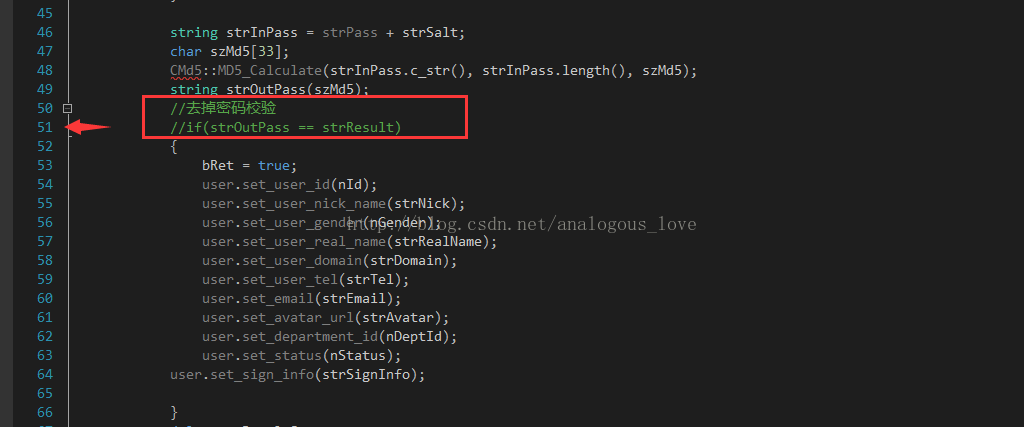 45
46 string strInPass = strPass + strSalt;
47 char szMd5[33];
48 CMd5::MD5_Calculate(strInPass.c_str(), strInPass.length(), szMd5);
49 string strOutPass(szMd5);
50 //去掉密码校验
51 //if(strOutPass == strResult)
52 {
53 bRet = true;
54 user.set_user_id(nId);
55 user.set_user_nick_name(strNick);
56 user.set_user_gender(nGender);
http://blog.csdn.net/analogous_love
57 user.set_user_real_name(strRealName);
58 user.set_user_domain(strDomain);
59 user.set_user_tel(strTel);
60 user.set_email(strEmail);
61 user.set_avatar_url(strAvatar);
62 user.set_department_id(nDeptId);
63 user.set_status(nStatus);
64 user.set_sign_info(strSignInfo);
65
66 }